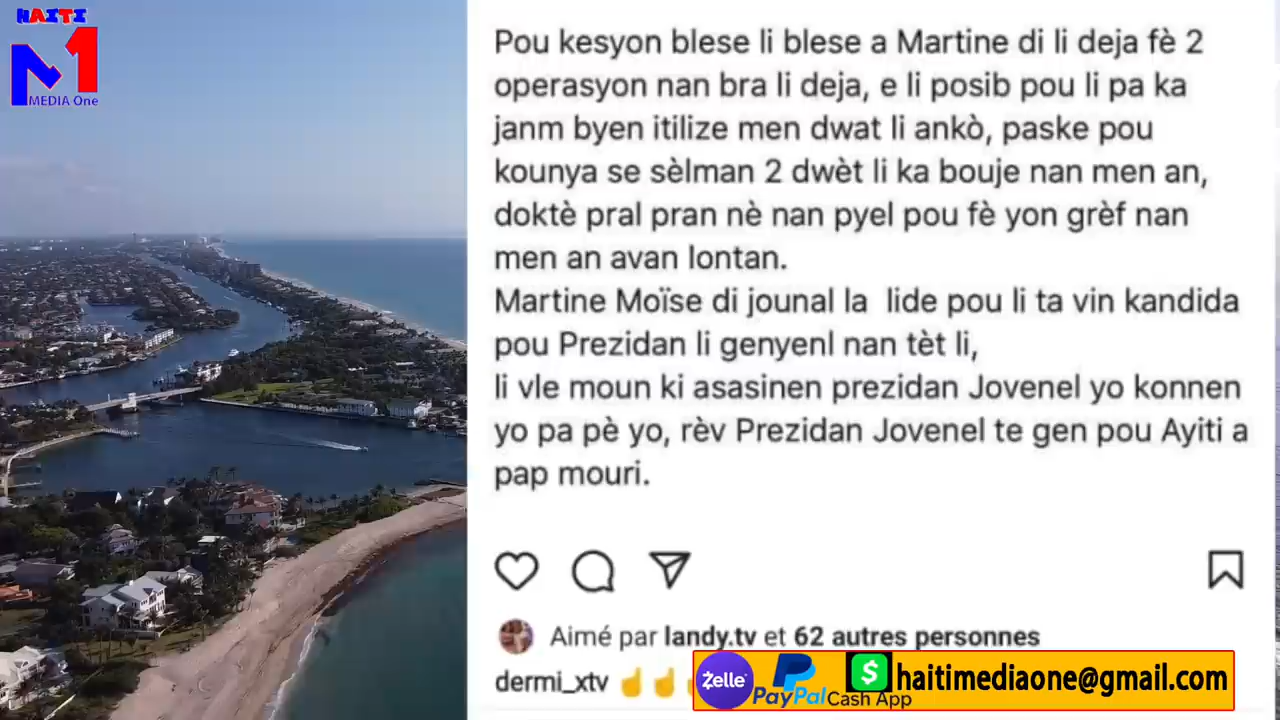 HAITI
M1
MEDIA One
Pou kesyon blese li blese a Martine di li deja fè 2
operasyon nan bra li deja, e li posib pou li pa ka
janm byen itilize men dwat li ankò, paske pou
kounya se sèlman 2 dwèt li ka bouje nan men an,
doktè pral pran nè nan pyel pou fè yon grèf nan
men an avan lontan.
Martine Moïse di jounal la lide pou li ta vin kandida
pou Prezidan li genyenl nan tèt li,
li vle moun ki asasinen prezidan Jovenel yo konnen
yo pa pè yo, rèv Prezidan Jovenel te gen pou Ayiti a
pap mouri.
Aimé par landy.tv et 62 autres personnes
dermi_xtv
Zelle
PayPal
$
Cash App
haitimediaone@gmail.com